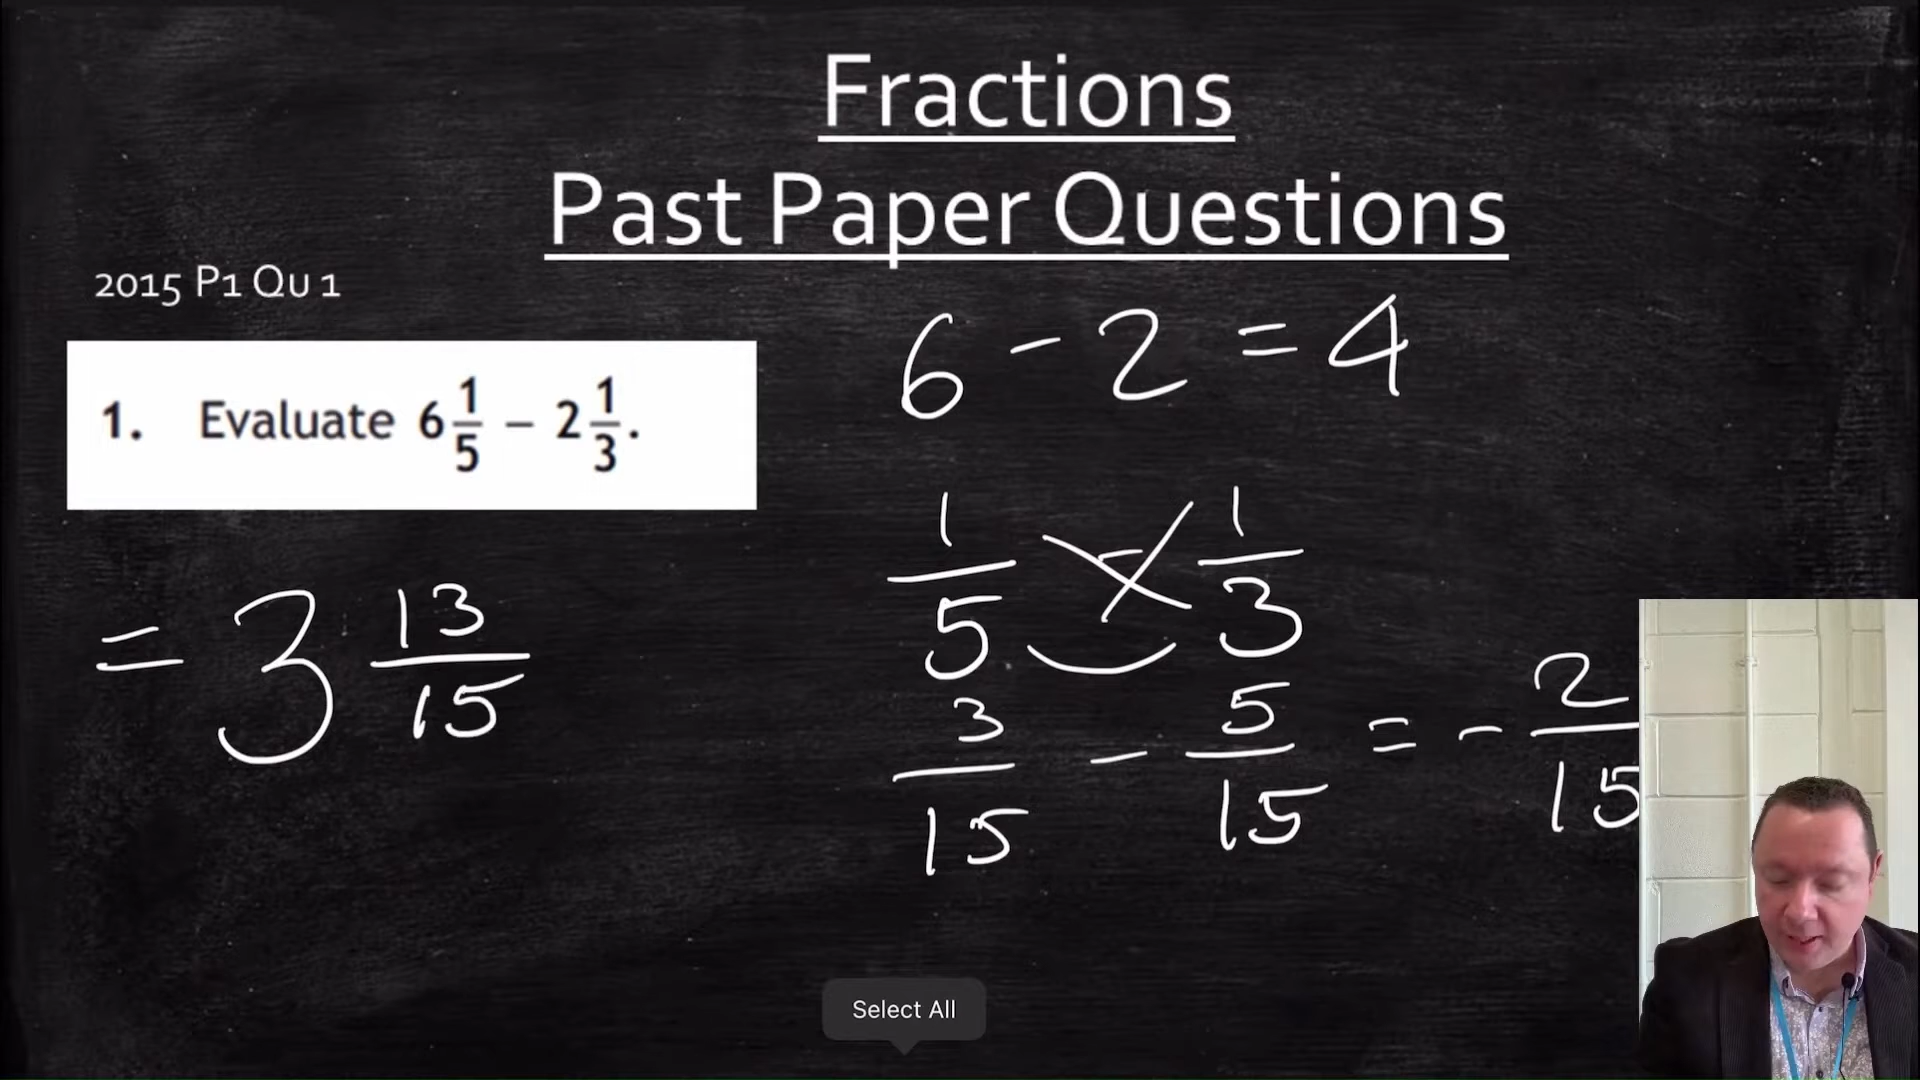 Fractions
Past Paper Questions
2015 P1 Qu 1
1. Evaluate 6 1/5 – 2 1/3.
6 - 2 = 4
1/5 - 1/3
3/15 - 5/15 = - 2/15
= 3 13/15
Select All